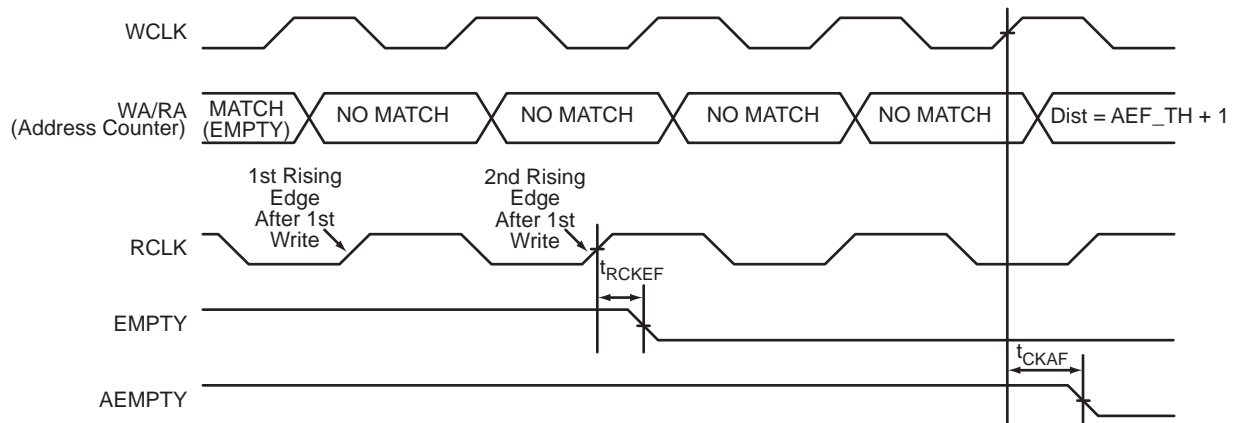 WCLK
WA/RA
(Address Counter)
MATCH
(EMPTY)
NO MATCH
NO MATCH
NO MATCH
NO MATCH
Dist = AEF_TH + 1
1st Rising
Edge
After 1st
Write
2nd Rising
Edge
After 1st
Write
RCLK
tRCKEF
EMPTY
tCKAF
AEMPTY